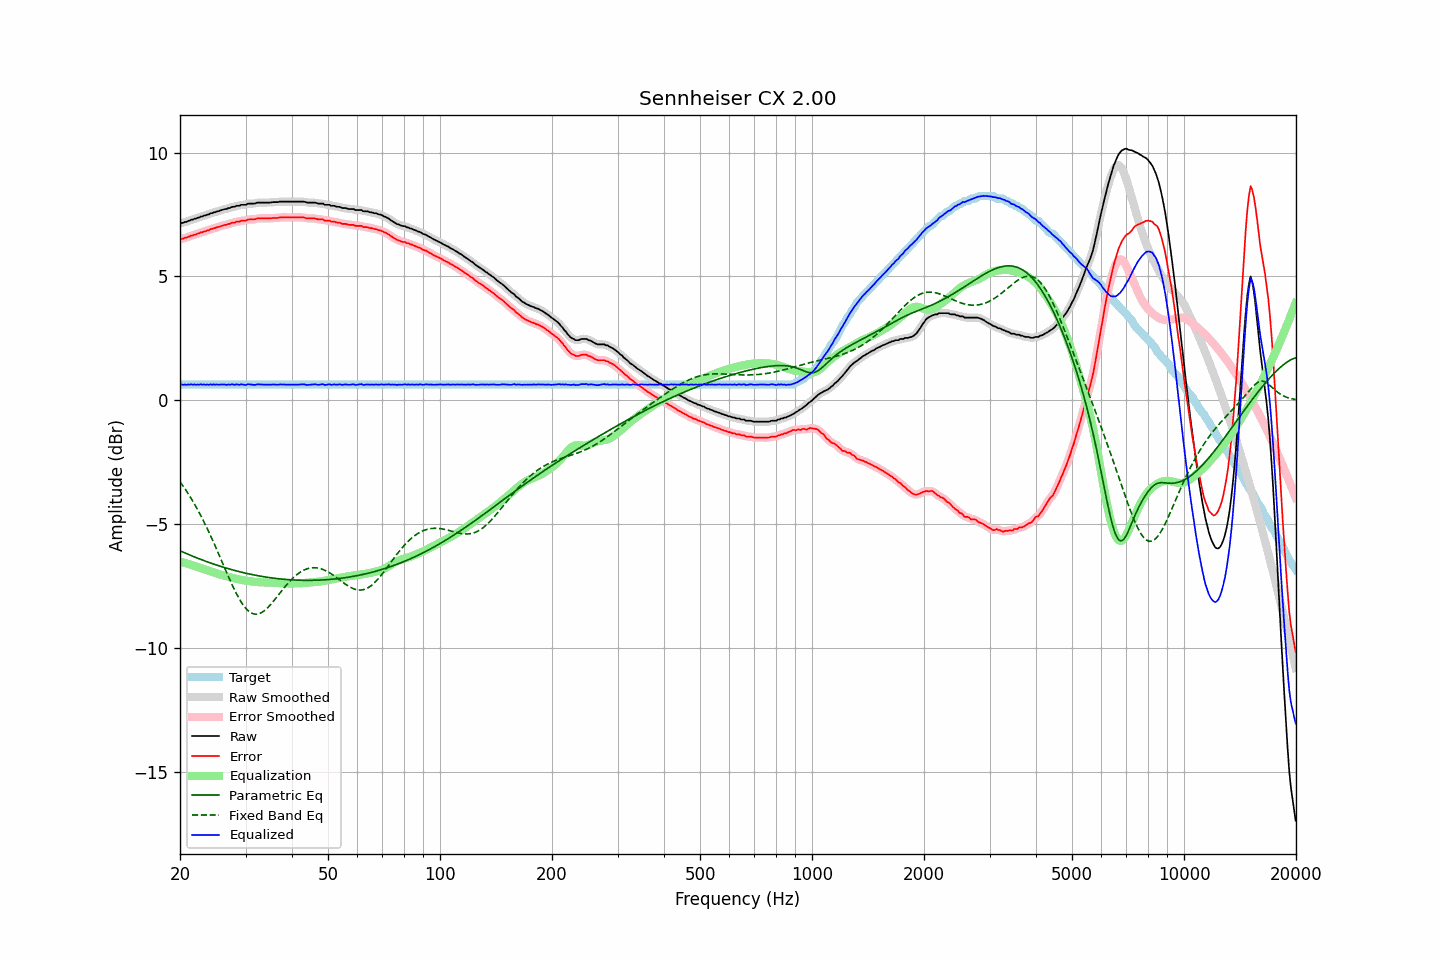 Sennheiser CX 2.00
10
5
0
−5
−10
−15
Amplitude (dBr)
Target
Raw Smoothed
Error Smoothed
Raw
Error
Equalization
Parametric Eq
Fixed Band Eq
Equalized
20 50 100 200 500 1000 2000 5000 10000 20000
Frequency (Hz)